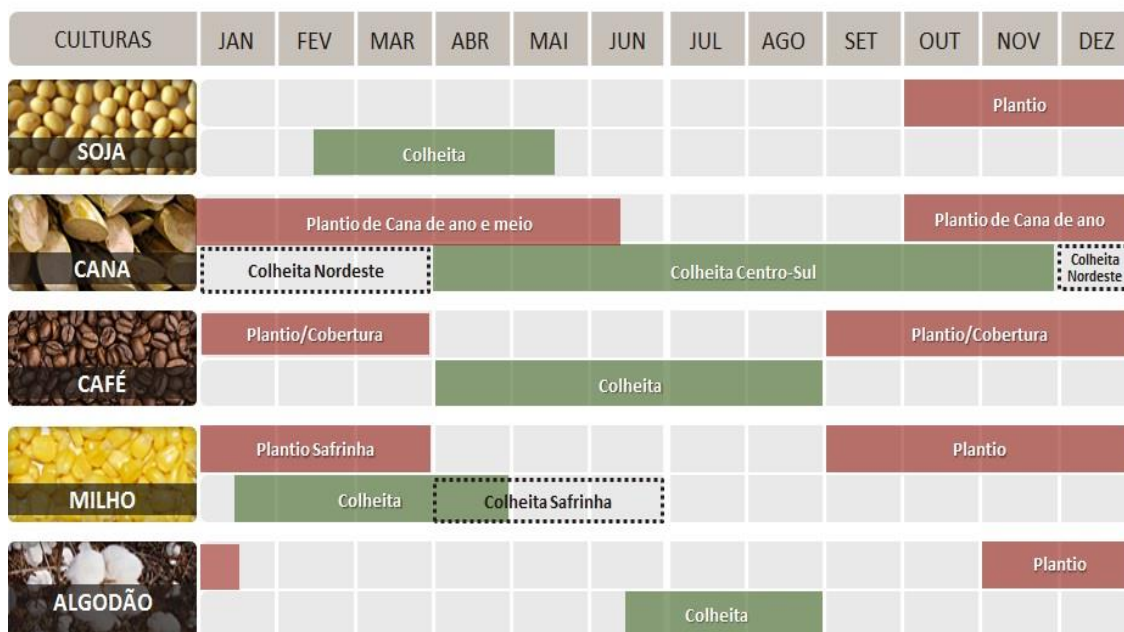 CULTURAS JAN FEV MAR ABR MAI JUN JUL AGO SET OUT NOV DEZ
Plantio
SOJA
Colheita
Plantio de Cana de ano e meio
Plantio de Cana de ano
CANA
Colheita Nordeste
Colheita Centro-Sul
Colheita
Nordeste
Plantio/Cobertura
Plantio/Cobertura
CAFÉ
Colheita
Plantio Safrinha
Plantio
MILHO
Colheita
Colheita Safrinha
Plantio
ALGODÃO
Colheita